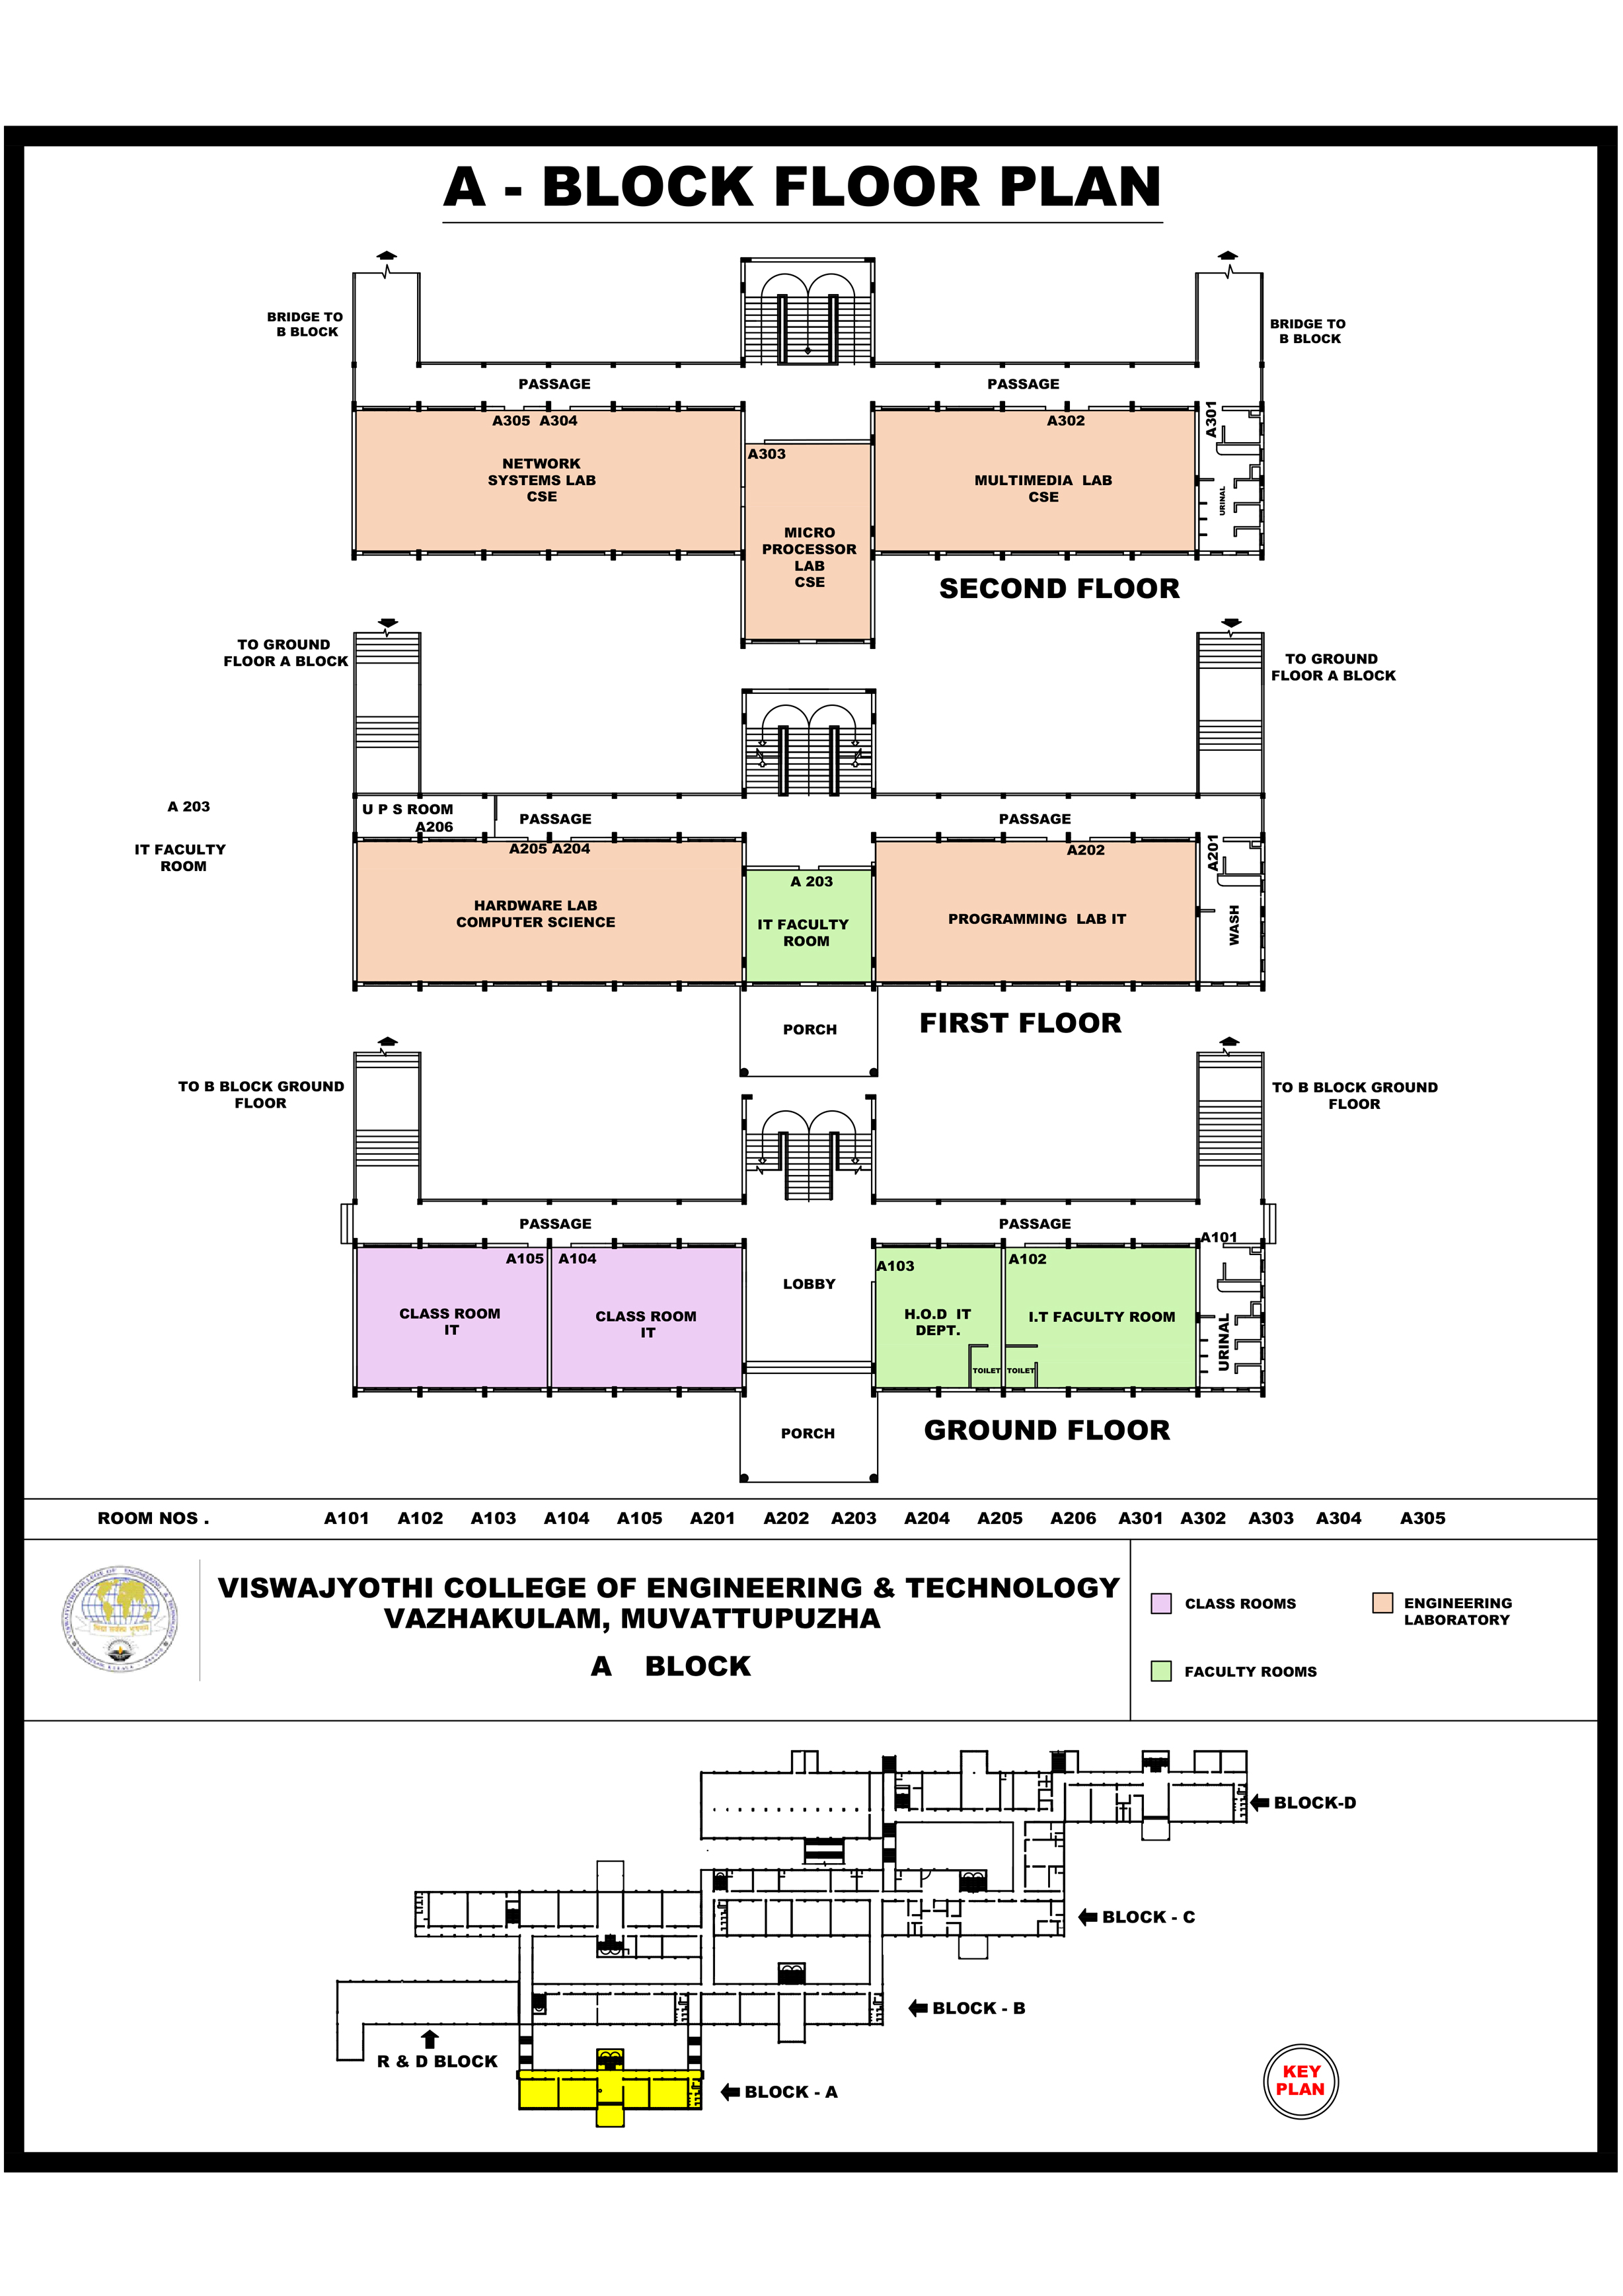 A - BLOCK FLOOR PLAN
BRIDGE TO
B BLOCK
BRIDGE TO
B BLOCK
PASSAGE
PASSAGE
A305 A304
A302
A301
NETWORK
SYSTEMS LAB
CSE
A303
MULTIMEDIA LAB
CSE
URINAL
MICRO
PROCESSOR
LAB
CSE
SECOND FLOOR
TO GROUND
FLOOR A BLOCK
TO GROUND
FLOOR A BLOCK
A 203
IT FACULTY
ROOM
U P S ROOM
A206
PASSAGE
PASSAGE
A205 A204
A202
A201
HARDWARE LAB
COMPUTER SCIENCE
A 203
IT FACULTY
ROOM
PROGRAMMING LAB IT
WASH
PORCH
FIRST FLOOR
TO B BLOCK GROUND
FLOOR
TO B BLOCK GROUND
FLOOR
PASSAGE
PASSAGE
A101
A105
A104
A103
A102
CLASS ROOM
IT
CLASS ROOM
IT
LOBBY
H.O.D IT
DEPT.
I.T FACULTY ROOM
TOILET
TOILET
URINAL
PORCH
GROUND FLOOR
ROOM NOS . A101 A102 A103 A104 A105 A201 A202 A203 A204 A205 A206 A301 A302 A303 A304 A305
VISWAJYOTHI COLLEGE OF ENGINEERING & TECHNOLOGY
VAZHAKULAM, MUVATTUPUZHA
A BLOCK
CLASS ROOMS
ENGINEERING
LABORATORY
FACULTY ROOMS
BLOCK-D
BLOCK - C
BLOCK - B
R & D BLOCK
BLOCK - A
KEY
PLAN